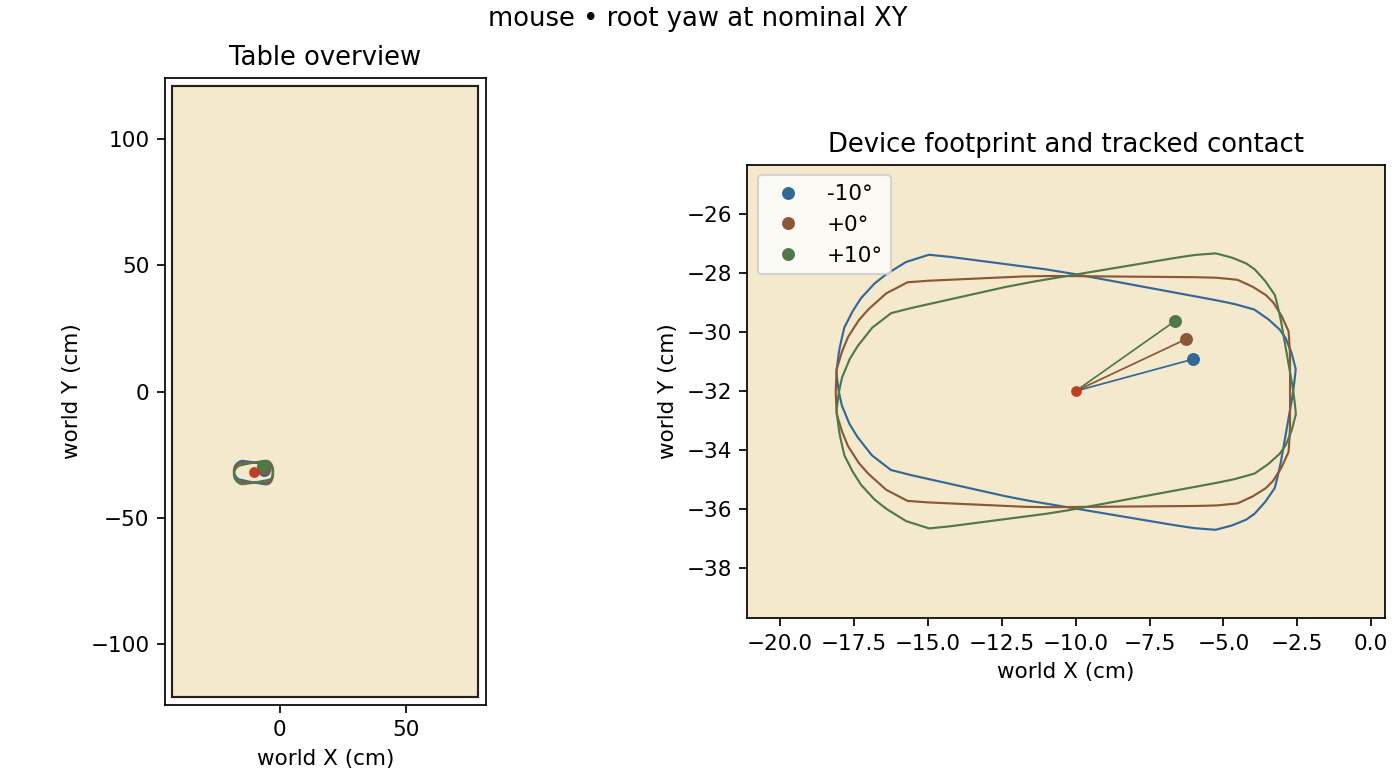 mouse • root yaw at nominal XY
Table overview
100
50
0
−50
−100
world Y (cm)
0 50
world X (cm)
Device footprint and tracked contact
-10°
+0°
+10°
−26
−28
−30
−32
−34
−36
−38
world Y (cm)
−20.0 −17.5 −15.0 −12.5 −10.0 −7.5 −5.0 −2.5 0.0
world X (cm)